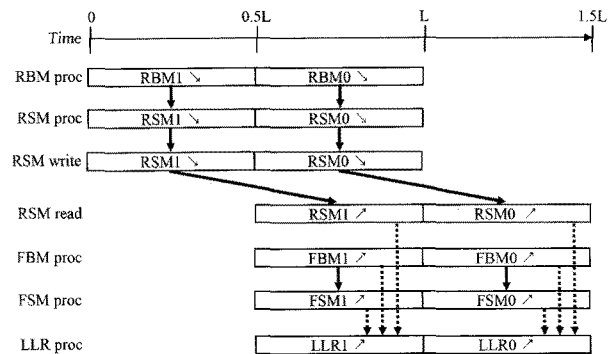 0 0.5L L 1.5L
Time
RBM proc RBM1 ↘ RBM0 ↘
RSM proc RSM1 ↘ RSM0 ↘
RSM write RSM1 ↘ RSM0 ↘
RSM read RSM1 ↗ RSM0 ↗
FBM proc FBM1 ↗ FBM0 ↗
FSM proc FSM1 ↗ FSM0 ↗
LLR proc LLR1 ↗ LLR0 ↗